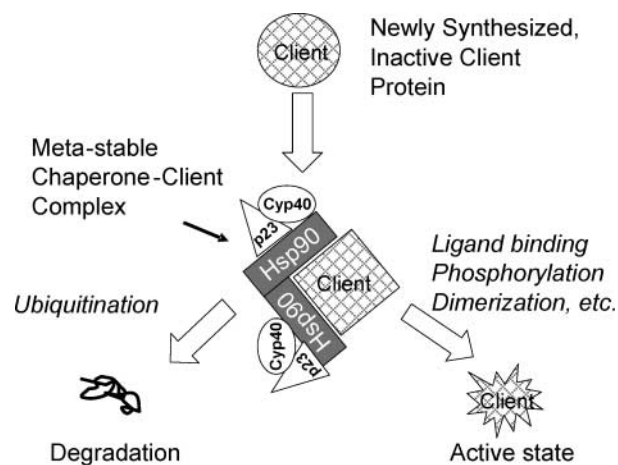 Client
Newly Synthesized,
Inactive Client
Protein
Meta-stable
Chaperone-Client
Complex
Cyp40
p23
Hsp90
Client
Hsp90
Cyp40
p23
Ligand binding
Phosphorylation
Dimerization, etc.
Ubiquitination
Client
Degradation
Active state